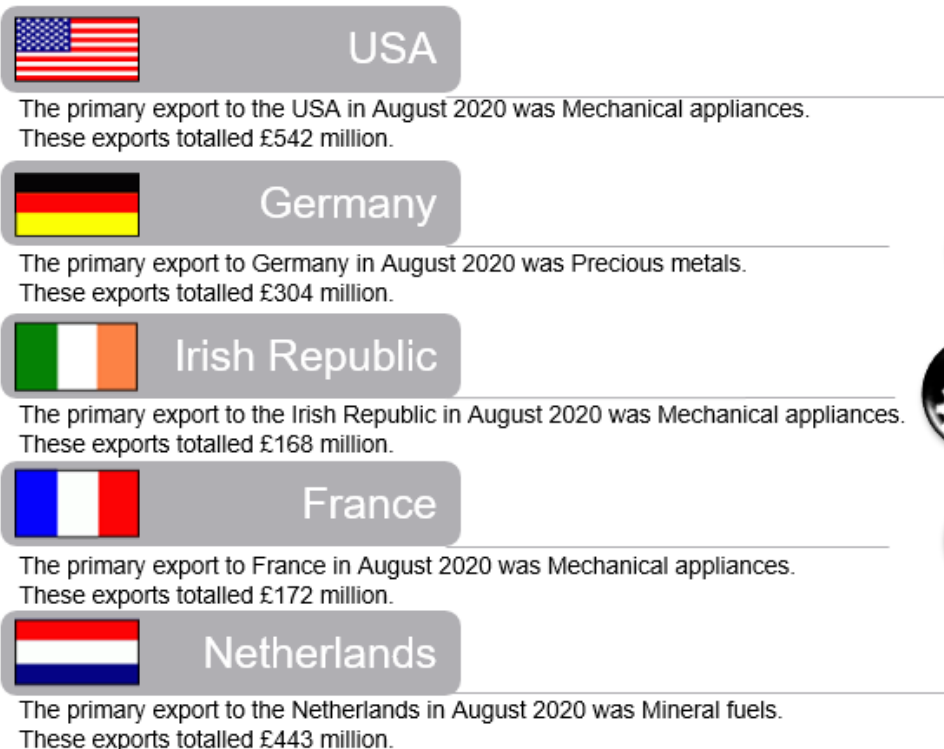 USA
The primary export to the USA in August 2020 was Mechanical appliances.
These exports totalled £542 million.
Germany
The primary export to Germany in August 2020 was Precious metals.
These exports totalled £304 million.
Irish Republic
The primary export to the Irish Republic in August 2020 was Mechanical appliances.
These exports totalled £168 million.
France
The primary export to France in August 2020 was Mechanical appliances.
These exports totalled £172 million.
Netherlands
The primary export to the Netherlands in August 2020 was Mineral fuels.
These exports totalled £443 million.